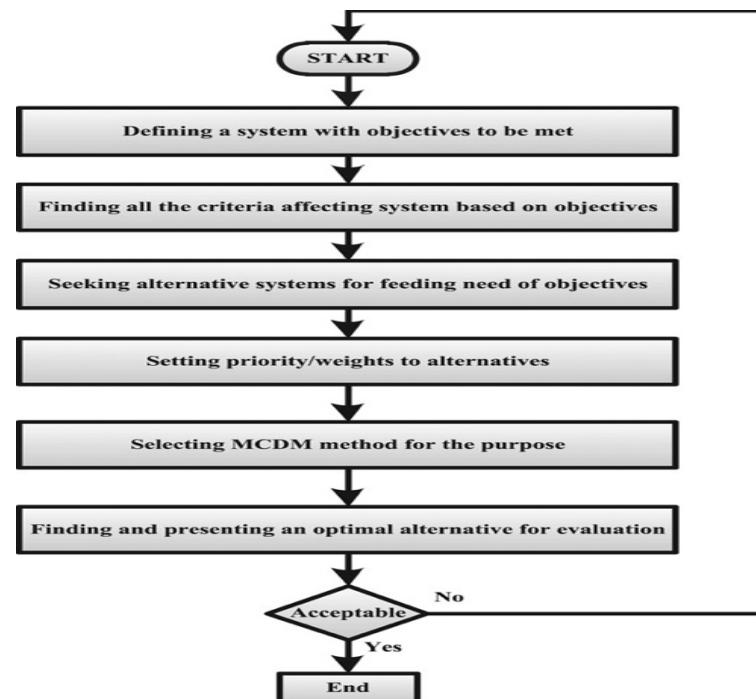 START
Defining a system with objectives to be met
Finding all the criteria affecting system based on objectives
Seeking alternative systems for feeding need of objectives
Setting priority/weights to alternatives
Selecting MCDM method for the purpose
Finding and presenting an optimal alternative for evaluation
Acceptable
No
Yes
End